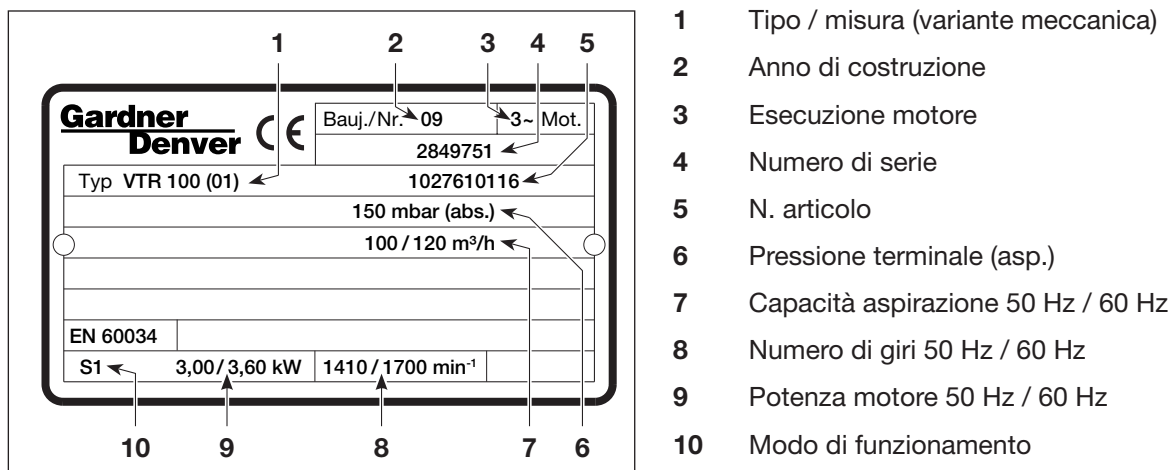 1 2 3 4 5
Gardner
Denver
CE
Bauj./Nr. 09
3~ Mot.
2849751
Typ VTR 100 (01)
1027610116
150 mbar (abs.)
100 / 120 m³/h
EN 60034
S1
3,00 / 3,60 kW
1410 / 1700 min⁻¹
10 9 8 7 6
1 Tipo / misura (variante meccanica)
2 Anno di costruzione
3 Esecuzione motore
4 Numero di serie
5 N. articolo
6 Pressione terminale (asp.)
7 Capacità aspirazione 50 Hz / 60 Hz
8 Numero di giri 50 Hz / 60 Hz
9 Potenza motore 50 Hz / 60 Hz
10 Modo di funzionamento